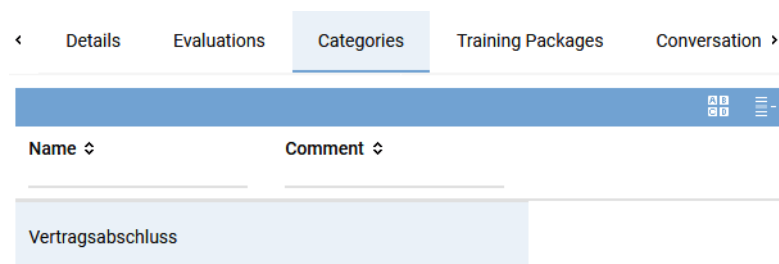 Details Evaluations Categories Training Packages Conversation
A B
C D
Name Comment
Vertragsabschluss